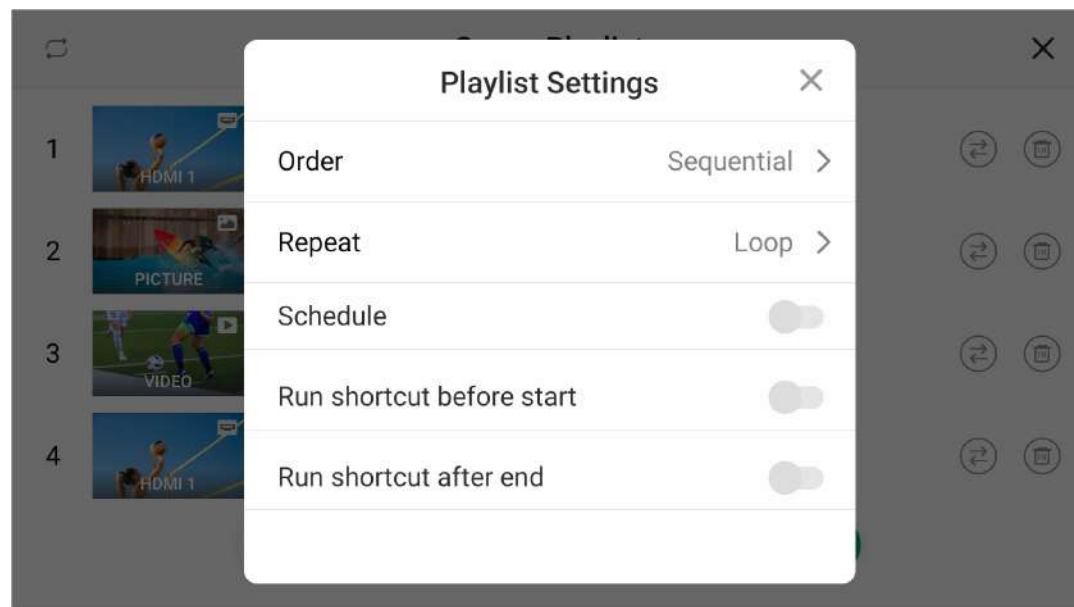 Playlist Settings
Order Sequential
Repeat Loop
Schedule
Run shortcut before start
Run shortcut after end
1
HDMI 1
2
PICTURE
3
VIDEO
4
HDMI 1